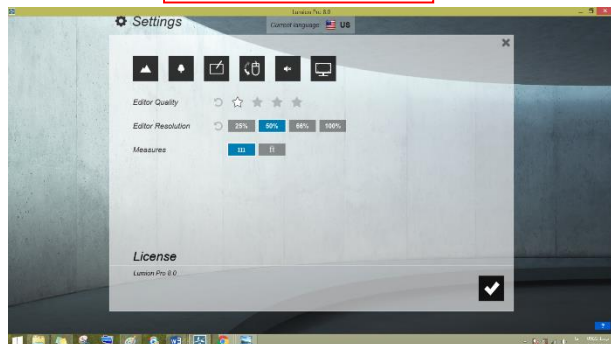 Lumion Pro 8.0
Settings
Current language US
Editor Quality
Editor Resolution 25% 50% 66% 100%
Measures m ft
License
Lumion Pro 8.0